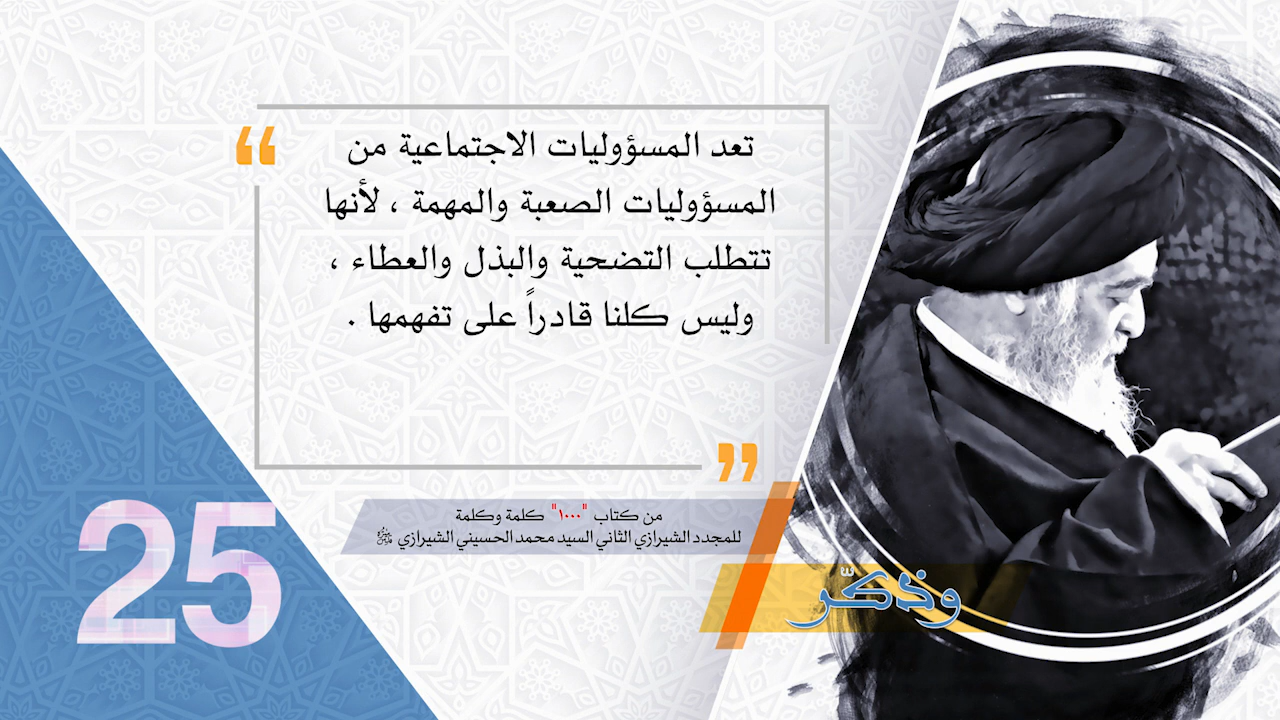 تعد المسؤوليات الاجتماعية من
المسؤوليات الصعبة والمهمة ، لأنها
تتطلب التضحية والبذل والعطاء ،
وليس كلنا قادراً على تفهمها .
من كتاب "١٠٠٠" كلمة وكلمة
للمجدد الشيرازي الثاني السيد محمد الحسيني الشيرازي
وذكّر
25